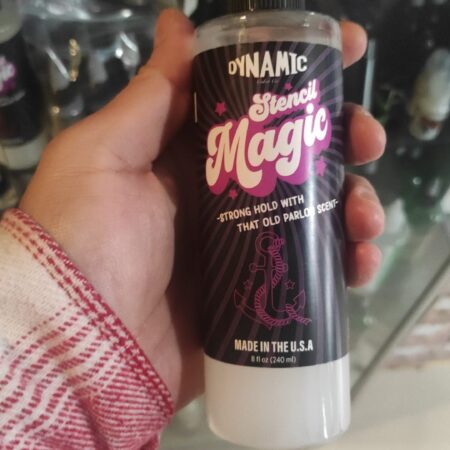 DYNAMIC
Stencil
Magic
-STRONG HOLD WITH
THAT OLD PARLOR SCENT-
MADE IN THE U.S.A
8 fl oz (240 ml)